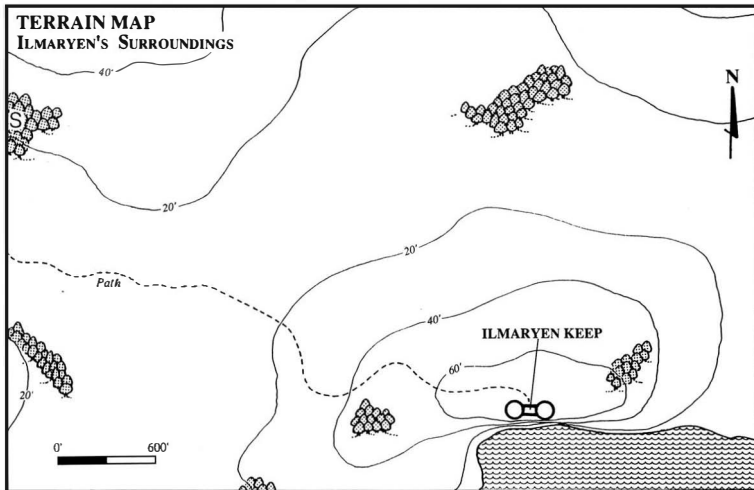 TERRAIN MAP
ILMARYEN'S SURROUNDINGS
40'
N
S
20'
20'
Path
40'
ILMARYEN KEEP
60'
20'
0' 600'